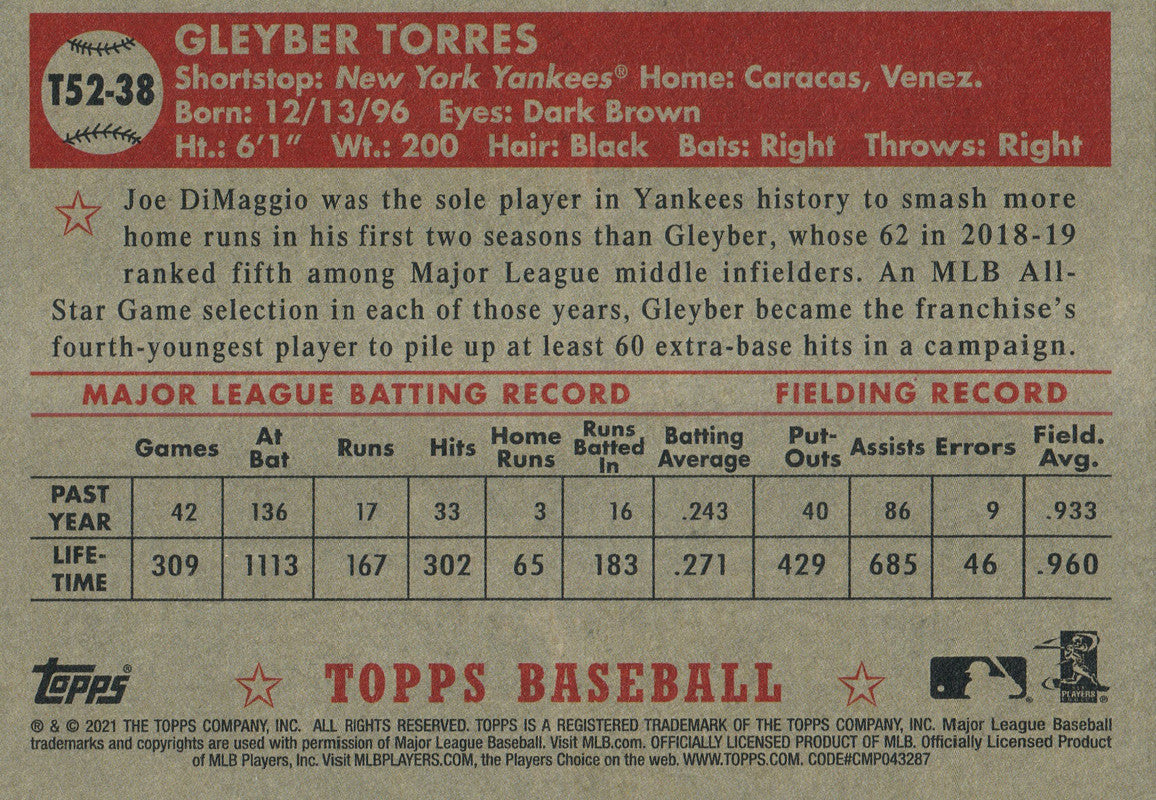 T52-38
GLEYBER TORRES
Shortstop: New York Yankees® Home: Caracas, Venez.
Born: 12/13/96 Eyes: Dark Brown
Ht.: 6'1" Wt.: 200 Hair: Black Bats: Right Throws: Right
Joe DiMaggio was the sole player in Yankees history to smash more
home runs in his first two seasons than Gleyber, whose 62 in 2018-19
ranked fifth among Major League middle infielders. An MLB All-
Star Game selection in each of those years, Gleyber became the franchise's
fourth-youngest player to pile up at least 60 extra-base hits in a campaign.
MAJOR LEAGUE BATTING RECORD FIELDING RECORD
Games At Bat Runs Hits Home Runs Runs Batted In Batting Average Put-Outs Assists Errors Field. Avg.
PAST YEAR 42 136 17 33 3 16 .243 40 86 9 .933
LIFE-TIME 309 1113 167 302 65 183 .271 429 685 46 .960
Topps® TOPPS BASEBALL PLAYERS ®
® & © 2021 THE TOPPS COMPANY, INC. ALL RIGHTS RESERVED. TOPPS IS A REGISTERED TRADEMARK OF THE TOPPS COMPANY, INC. Major League Baseball
trademarks and copyrights are used with permission of Major League Baseball. Visit MLB.com. OFFICIALLY LICENSED PRODUCT OF MLB. Officially Licensed Product
of MLB Players, Inc. Visit MLBPLAYERS.COM, the Players Choice on the web. WWW.TOPPS.COM. CODE#CMP043287